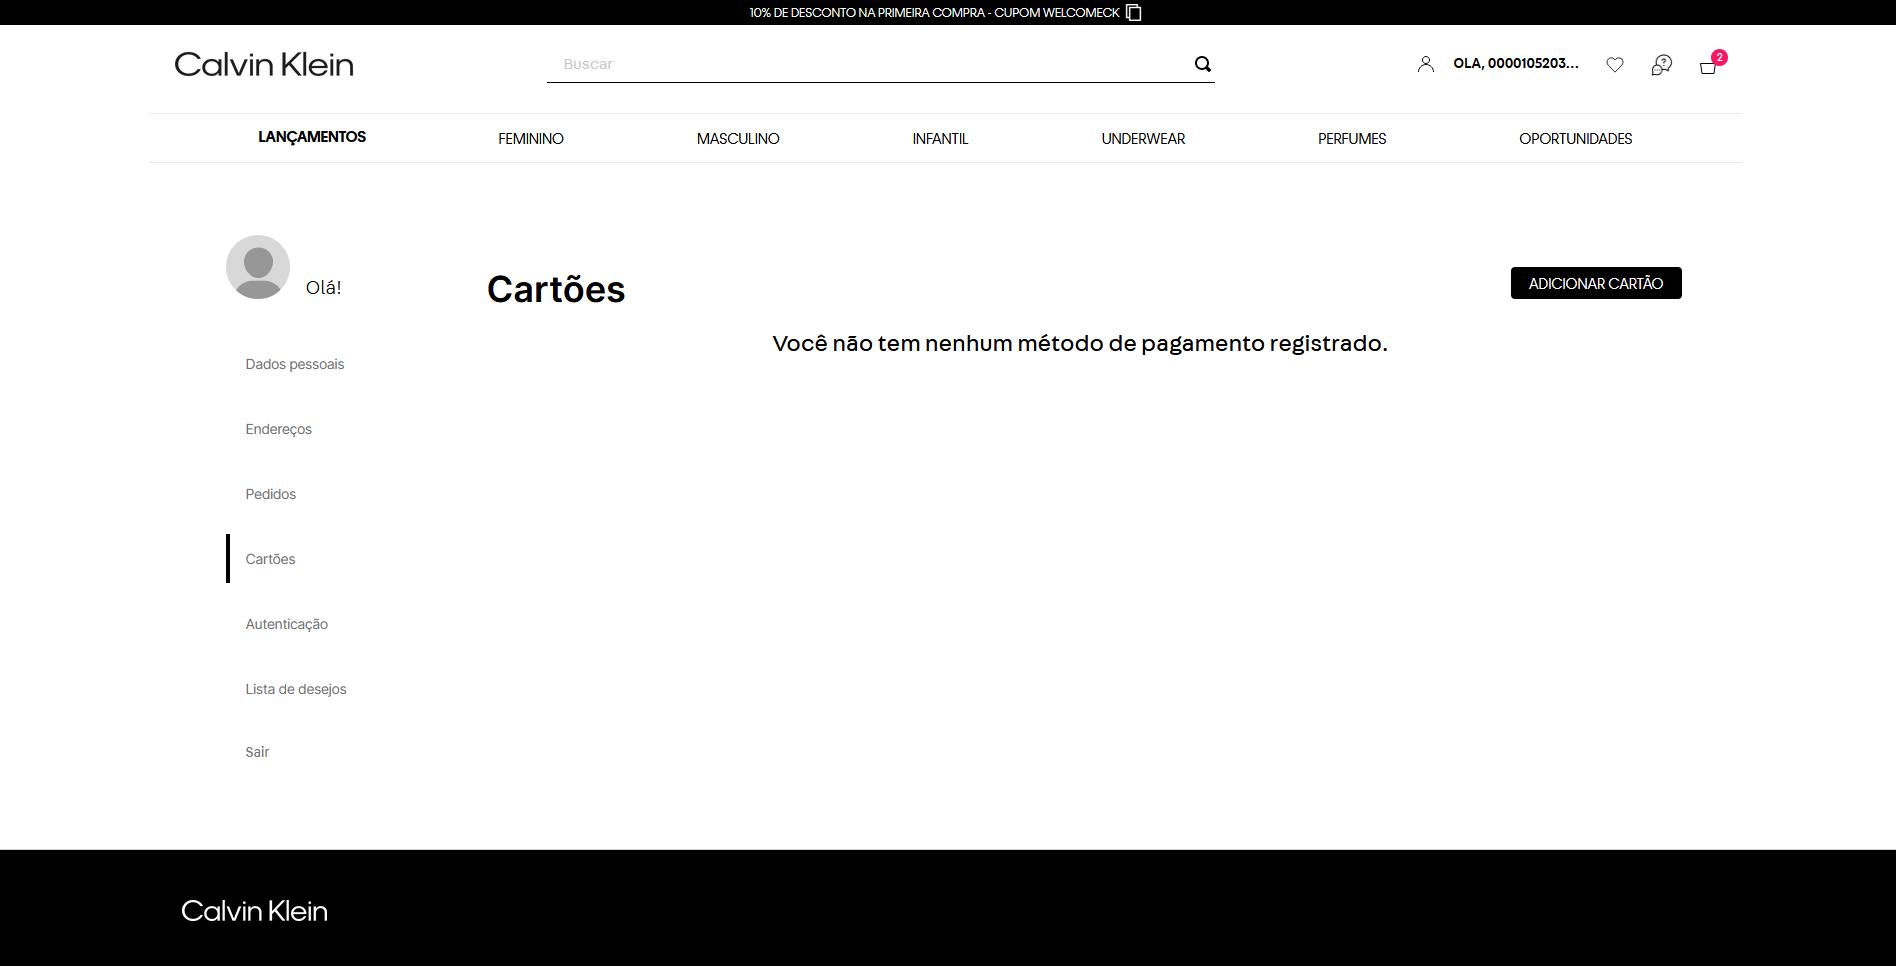 10% DE DESCONTO NA PRIMEIRA COMPRA - CUPOM WELCOMECK
Calvin Klein
Buscar
OLA, 0000105203...
2
LANÇAMENTOS
FEMININO
MASCULINO
INFANTIL
UNDERWEAR
PERFUMES
OPORTUNIDADES
Olá!
Cartões
ADICIONAR CARTÃO
Você não tem nenhum método de pagamento registrado.
Dados pessoais
Endereços
Pedidos
Cartões
Autenticação
Lista de desejos
Sair
Calvin Klein